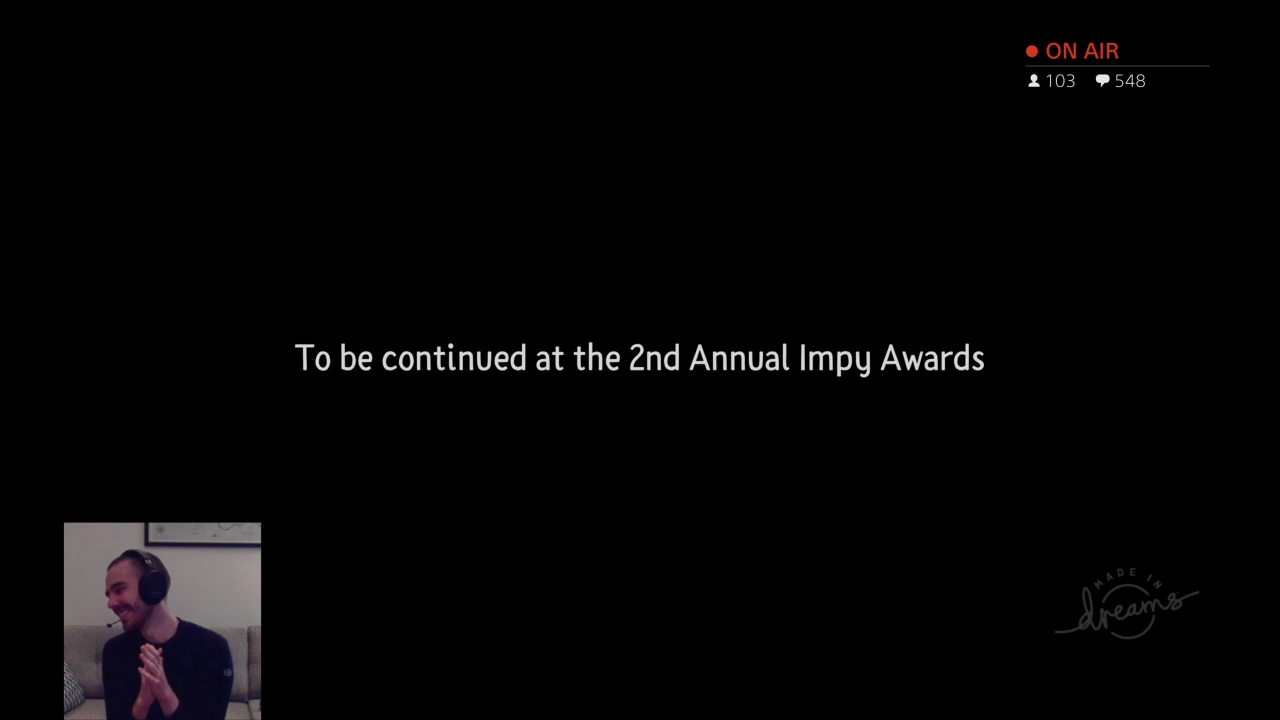 ON AIR
103 548
To be continued at the 2nd Annual Impy Awards
MADE IN
dreams